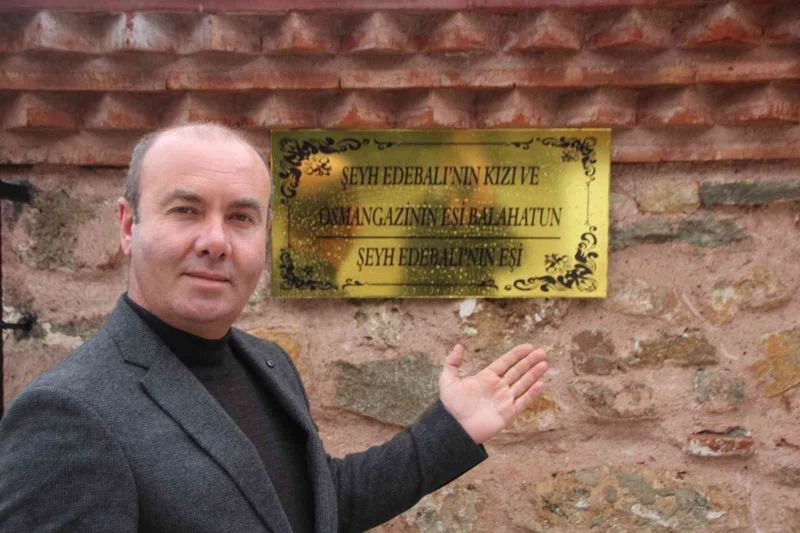 ŞEYH EDEBALI'NIN KIZI VE
OSMANGAZİNİN EŞİ BALAHATUN
ŞEYH EDEBALI'NIN EŞİ